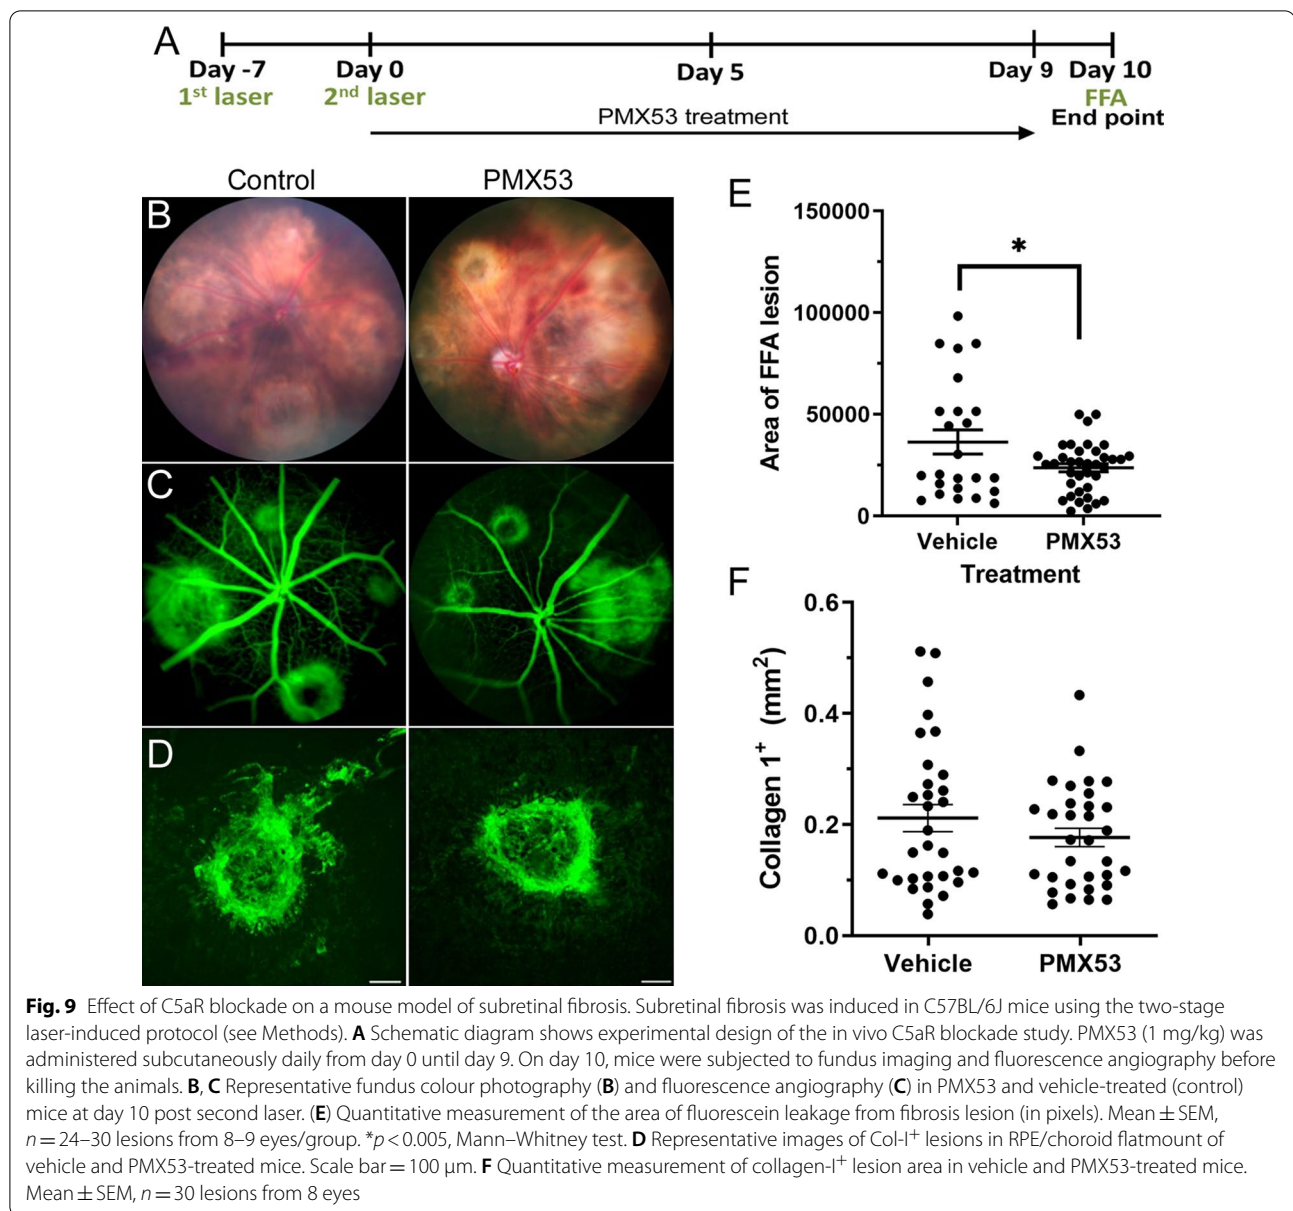 A
Day -7 Day 0 Day 5 Day 9 Day 10
1st laser 2nd laser FFA
PMX53 treatment End point
Control PMX53
B
C
D
E
150000
100000
50000
0
Area of FFA lesion
*
Vehicle PMX53
Treatment
F
0.6
0.4
0.2
0.0
Collagen 1+ (mm2)
Vehicle PMX53
Fig. 9 Effect of C5aR blockade on a mouse model of subretinal fibrosis. Subretinal fibrosis was induced in C57BL/6J mice using the two-stage
laser-induced protocol (see Methods). A Schematic diagram shows experimental design of the in vivo C5aR blockade study. PMX53 (1 mg/kg) was
administered subcutaneously daily from day 0 until day 9. On day 10, mice were subjected to fundus imaging and fluorescence angiography before
killing the animals. B, C Representative fundus colour photography (B) and fluorescence angiography (C) in PMX53 and vehicle-treated (control)
mice at day 10 post second laser. (E) Quantitative measurement of the area of fluorescein leakage from fibrosis lesion (in pixels). Mean ± SEM,
n = 24–30 lesions from 8–9 eyes/group. *p < 0.005, Mann–Whitney test. D Representative images of Col-I+ lesions in RPE/choroid flatmount of
vehicle and PMX53-treated mice. Scale bar = 100 µm. F Quantitative measurement of collagen-I+ lesion area in vehicle and PMX53-treated mice.
Mean ± SEM, n = 30 lesions from 8 eyes